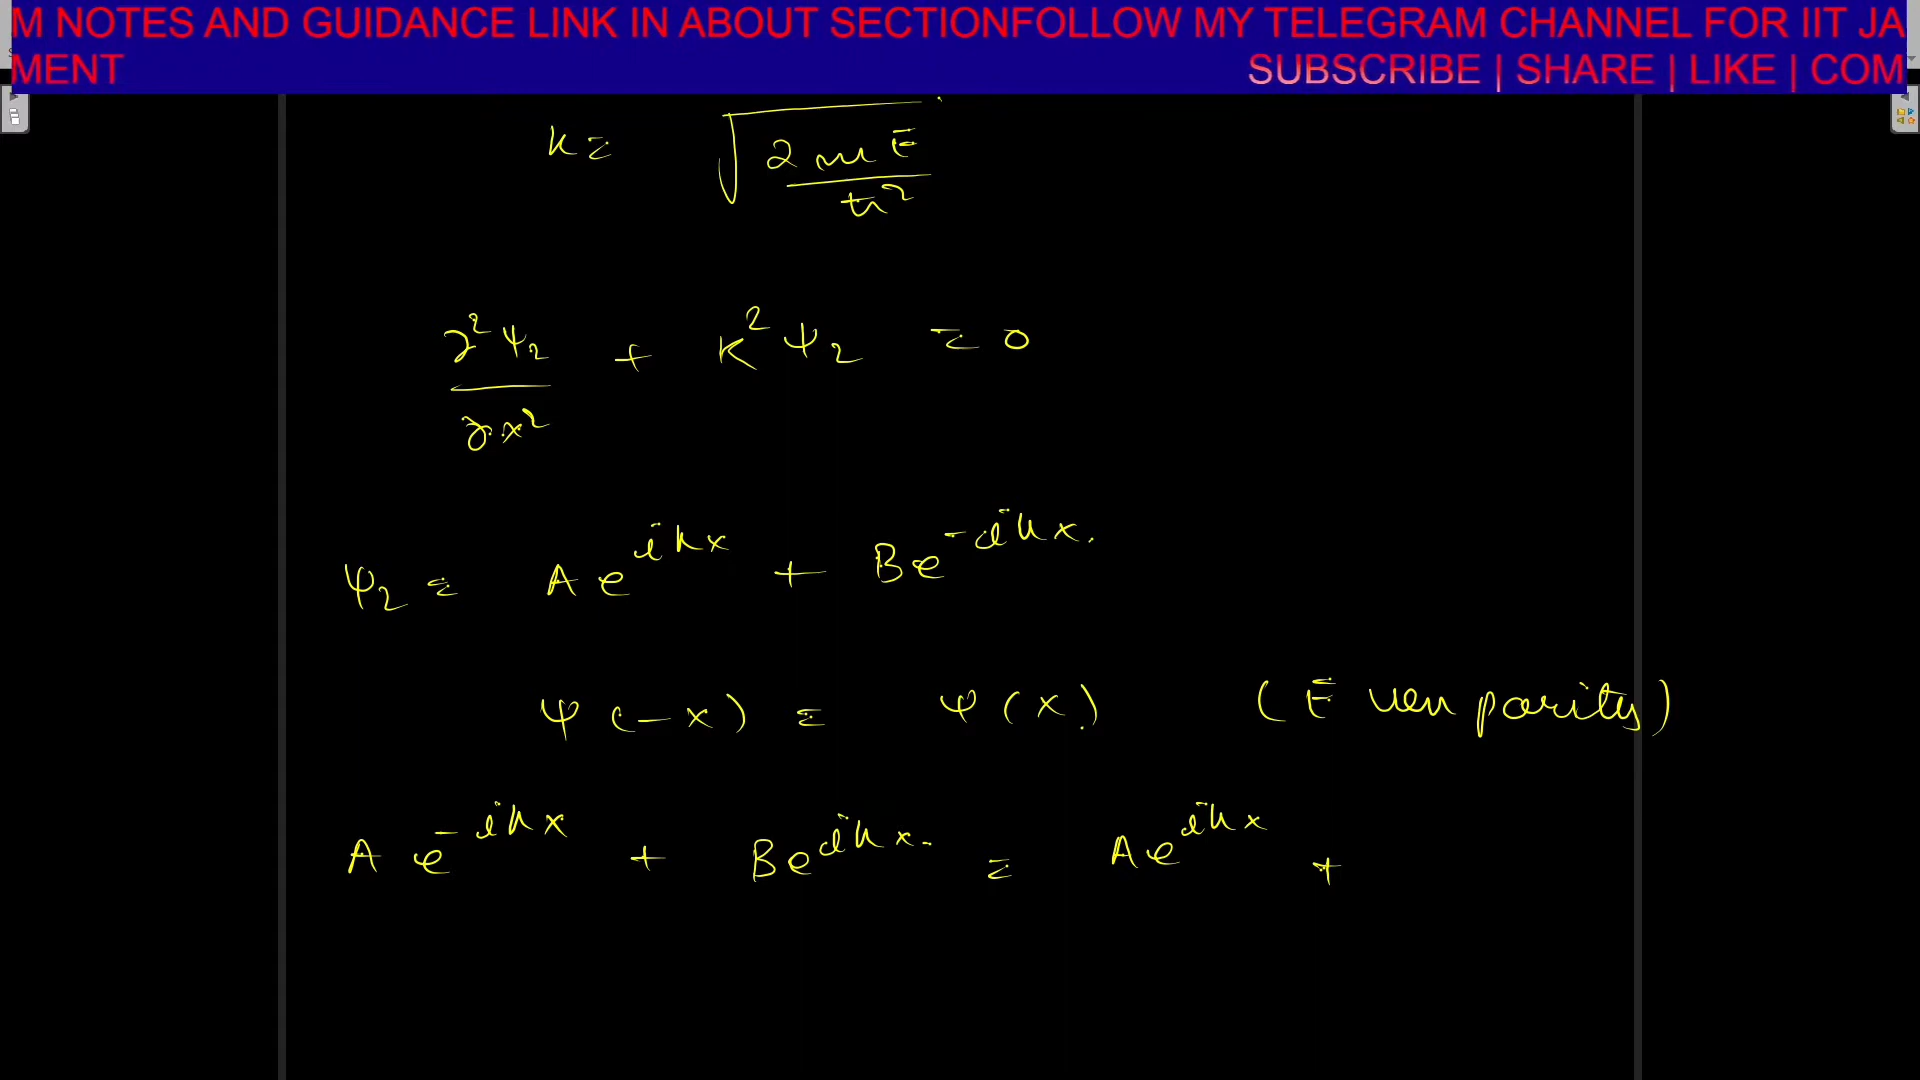 M NOTES AND GUIDANCE LINK IN ABOUT SECTIONFOLLOW MY TELEGRAM CHANNEL FOR IIT JA
MENT SUBSCRIBE | SHARE | LIKE | COM
k = √(2mE/ħ²)
∂²ψ₂/∂x² + K²ψ₂ = 0
ψ₂ = Ae^{ikx} + Be^{-ikx}.
ψ(-x) = ψ(x) (Even parity)
Ae^{-ikx} + Be^{ikx} = Ae^{ikx} +